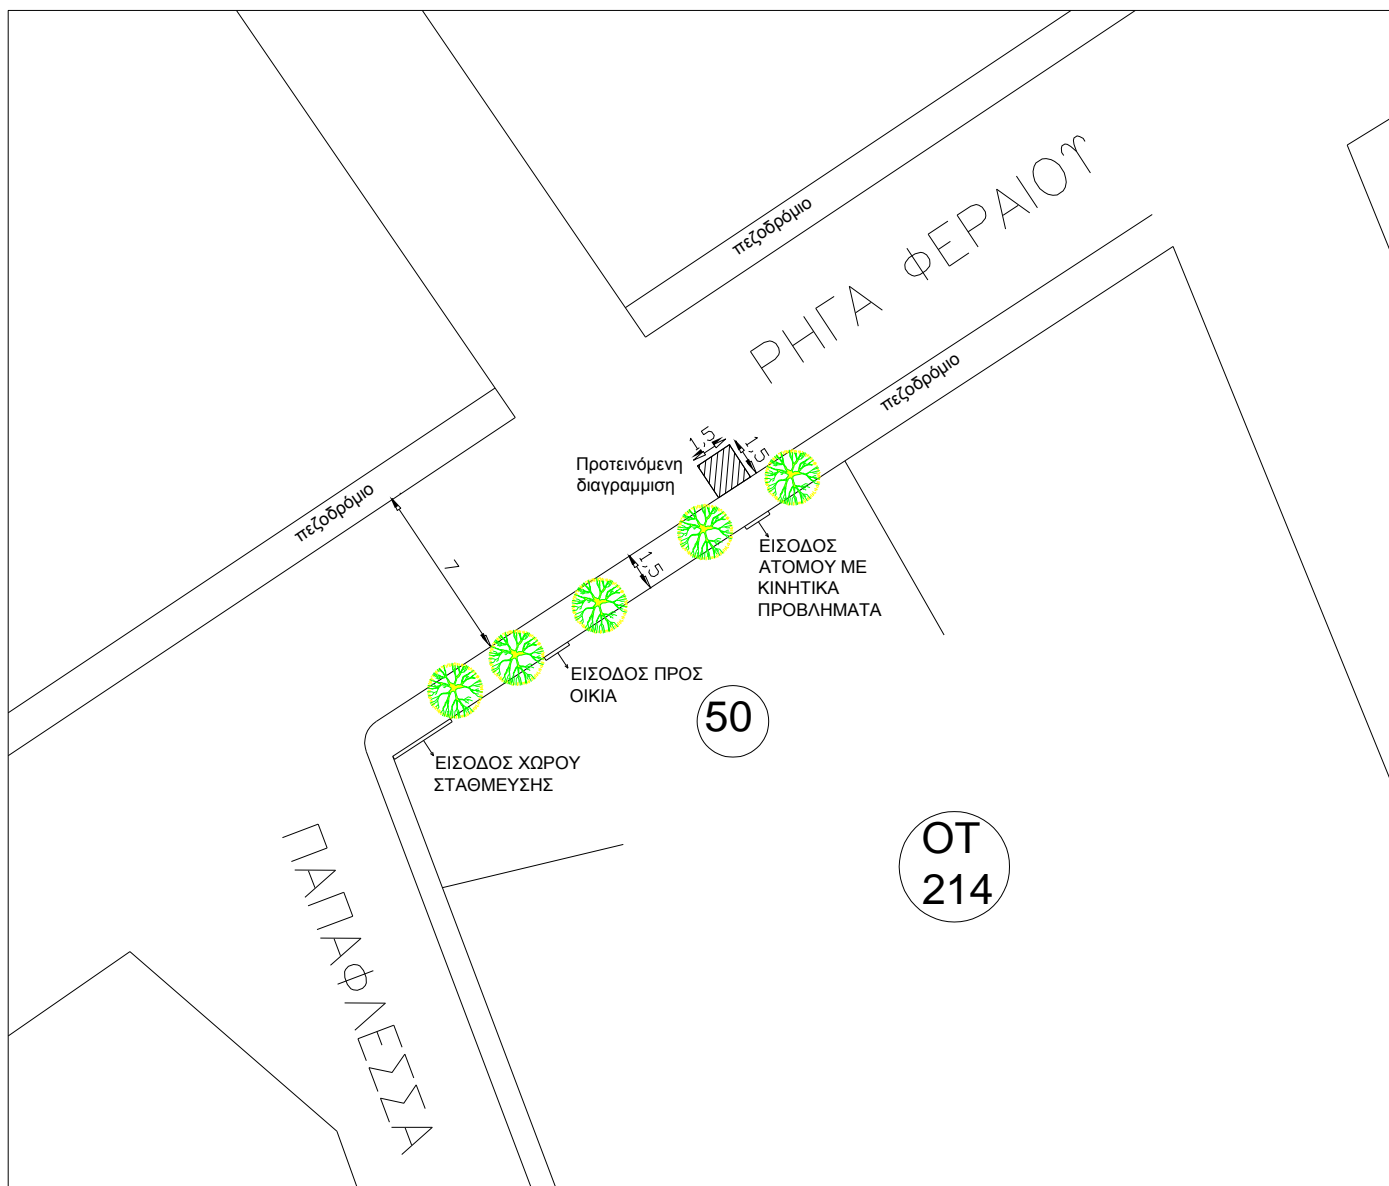 ΡΗΓΑ ΦΕΡΑΙΟΥ
πεζοδρόμιο
πεζοδρόμιο
πεζοδρόμιο
1,5
1,5
Προτεινόμενη
διαγραμμιση
7
1,5
ΕΙΣΟΔΟΣ
ΑΤΟΜΟΥ ΜΕ
ΚΙΝΗΤΙΚΑ
ΠΡΟΒΛΗΜΑΤΑ
ΕΙΣΟΔΟΣ ΠΡΟΣ
ΟΙΚΙΑ
50
ΕΙΣΟΔΟΣ ΧΩΡΟΥ
ΣΤΑΘΜΕΥΣΗΣ
ΟΤ
214
ΠΑΠΑΦΛΕΣΣΑ